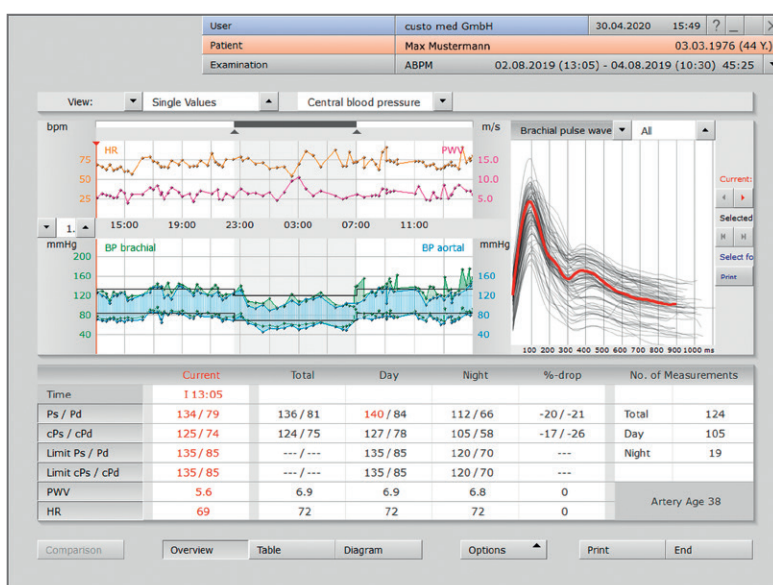 User custo med GmbH 30.04.2020 15:49 ? _ X
Patient Max Mustermann 03.03.1976 (44 Y.)
Examination ABPM 02.08.2019 (13:05) - 04.08.2019 (10:30) 45:25
View: Single Values Central blood pressure
bpm m/s
HR PWV
75 15.0
50 10.0
25 5.0
1. 15:00 19:00 23:00 03:00 07:00 11:00
mmHg mmHg
BP brachial BP aortal
200
160 160
120 120
80 80
40 40
Brachial pulse wave All
100 200 300 400 500 600 700 800 900 1000 ms
Current:
Selected
Select fo
Print
Current Total Day Night %-drop No. of Measurements
Time I 13:05
Ps / Pd 134 / 79 136 / 81 140 / 84 112 / 66 -20 / -21 Total 124
cPs / cPd 125 / 74 124 / 75 127 / 78 105 / 58 -17 / -26 Day 105
Limit Ps / Pd 135 / 85 --- / --- 135 / 85 120 / 70 --- Night 19
Limit cPs / cPd 135 / 85 --- / --- 135 / 85 120 / 70 ---
PWV 5.6 6.9 6.9 6.8 0
HR 69 72 72 72 0
Artery Age 38
Comparison Overview Table Diagram Options Print End